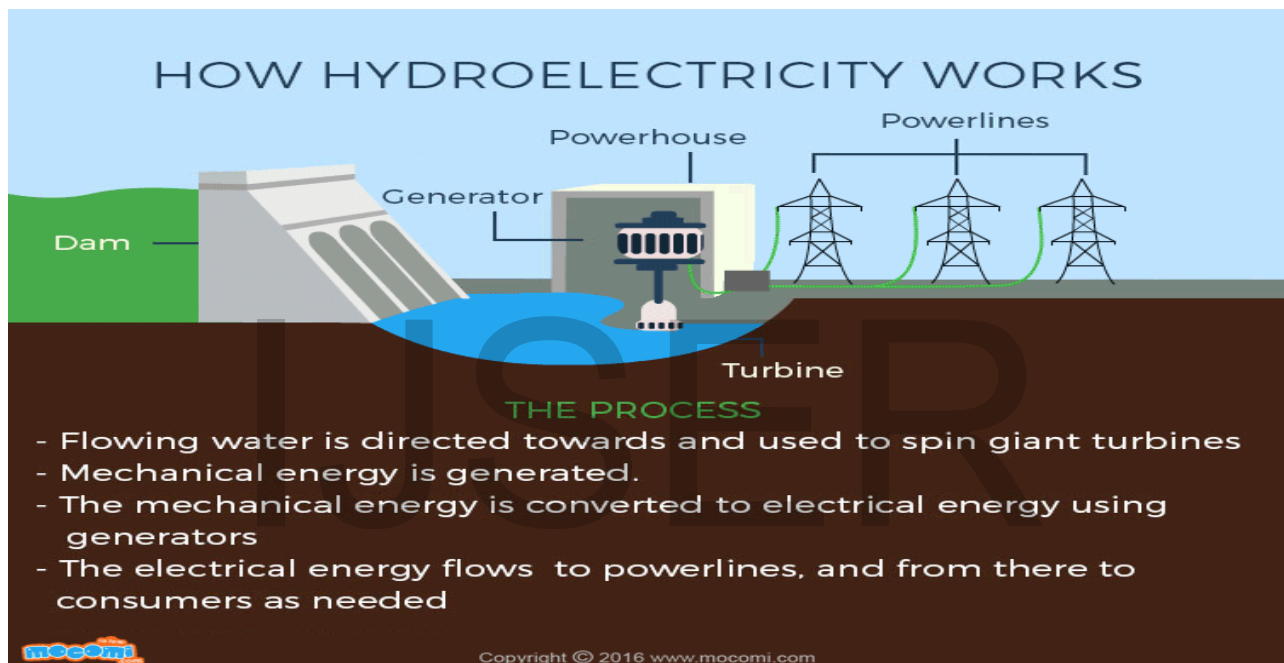 HOW HYDROELECTRICITY WORKS
Powerlines
Powerhouse
Generator
Dam
Turbine
IJSER
THE PROCESS
- Flowing water is directed towards and used to spin giant turbines
- Mechanical energy is generated.
- The mechanical energy is converted to electrical energy using
generators
- The electrical energy flows to powerlines, and from there to
consumers as needed
mocomi
Copyright © 2016 www.mocomi.com